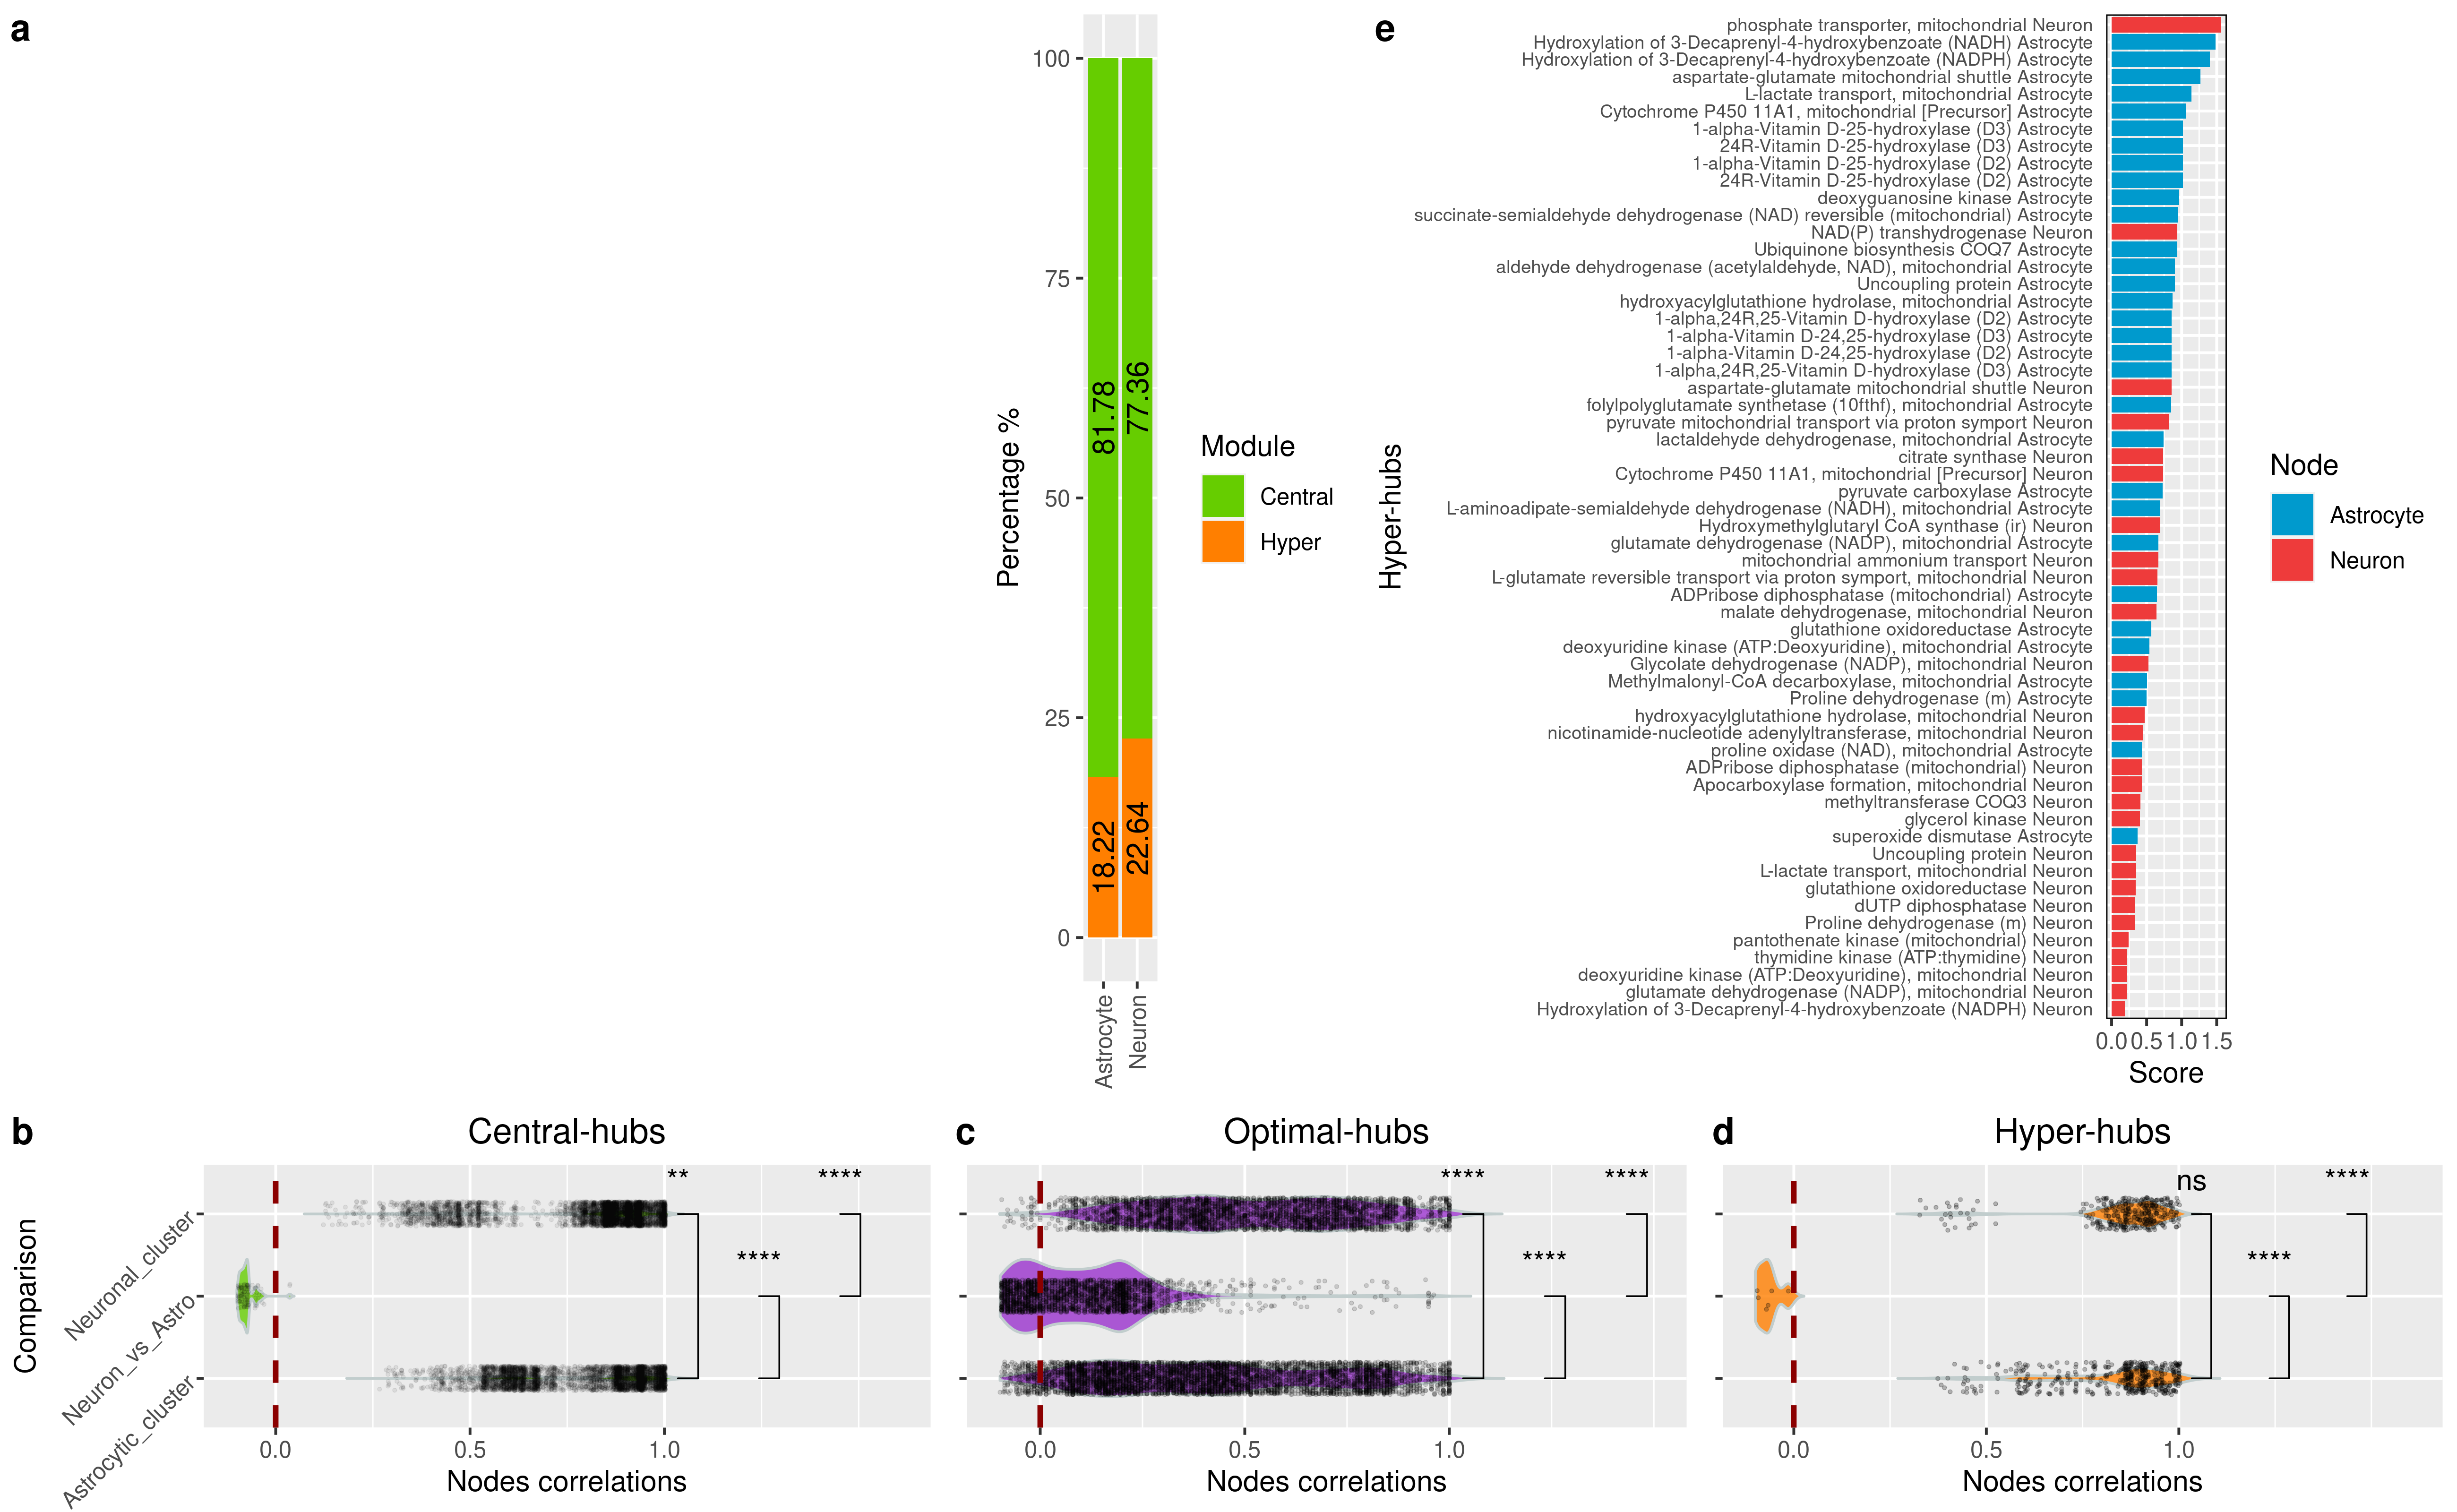 a
100
75
50
25
0
Percentage %
81.78
77.36
18.22
22.64
Astrocyte
Neuron
Module
Central
Hyper
e
Hyper-hubs
phosphate transporter, mitochondrial Neuron
Hydroxylation of 3-Decaprenyl-4-hydroxybenzoate (NADH) Astrocyte
Hydroxylation of 3-Decaprenyl-4-hydroxybenzoate (NADPH) Astrocyte
aspartate-glutamate mitochondrial shuttle Astrocyte
L-lactate transport, mitochondrial Astrocyte
Cytochrome P450 11A1, mitochondrial [Precursor] Astrocyte
1-alpha-Vitamin D-25-hydroxylase (D3) Astrocyte
24R-Vitamin D-25-hydroxylase (D3) Astrocyte
1-alpha-Vitamin D-25-hydroxylase (D2) Astrocyte
24R-Vitamin D-25-hydroxylase (D2) Astrocyte
deoxyguanosine kinase Astrocyte
succinate-semialdehyde dehydrogenase (NAD) reversible (mitochondrial) Astrocyte
NAD(P) transhydrogenase Neuron
Ubiquinone biosynthesis COQ7 Astrocyte
aldehyde dehydrogenase (acetylaldehyde, NAD), mitochondrial Astrocyte
Uncoupling protein Astrocyte
hydroxyacylglutathione hydrolase, mitochondrial Astrocyte
1-alpha,24R,25-Vitamin D-hydroxylase (D2) Astrocyte
1-alpha-Vitamin D-24,25-hydroxylase (D3) Astrocyte
1-alpha-Vitamin D-24,25-hydroxylase (D2) Astrocyte
1-alpha,24R,25-Vitamin D-hydroxylase (D3) Astrocyte
aspartate-glutamate mitochondrial shuttle Neuron
folylpolyglutamate synthetase (10fthf), mitochondrial Astrocyte
pyruvate mitochondrial transport via proton symport Neuron
lactaldehyde dehydrogenase, mitochondrial Astrocyte
citrate synthase Neuron
Cytochrome P450 11A1, mitochondrial [Precursor] Neuron
pyruvate carboxylase Astrocyte
L-aminoadipate-semialdehyde dehydrogenase (NADH), mitochondrial Astrocyte
Hydroxymethylglutaryl CoA synthase (ir) Neuron
glutamate dehydrogenase (NADP), mitochondrial Astrocyte
mitochondrial ammonium transport Neuron
L-glutamate reversible transport via proton symport, mitochondrial Neuron
ADPribose diphosphatase (mitochondrial) Astrocyte
malate dehydrogenase, mitochondrial Neuron
glutathione oxidoreductase Astrocyte
deoxyuridine kinase (ATP:Deoxyuridine), mitochondrial Astrocyte
Glycolate dehydrogenase (NADP), mitochondrial Neuron
Methylmalonyl-CoA decarboxylase, mitochondrial Astrocyte
Proline dehydrogenase (m) Astrocyte
hydroxyacylglutathione hydrolase, mitochondrial Neuron
nicotinamide-nucleotide adenylyltransferase, mitochondrial Neuron
proline oxidase (NAD), mitochondrial Astrocyte
ADPribose diphosphatase (mitochondrial) Neuron
Apocarboxylase formation, mitochondrial Neuron
methyltransferase COQ3 Neuron
glycerol kinase Neuron
superoxide dismutase Astrocyte
Uncoupling protein Neuron
L-lactate transport, mitochondrial Neuron
glutathione oxidoreductase Neuron
dUTP diphosphatase Neuron
Proline dehydrogenase (m) Neuron
pantothenate kinase (mitochondrial) Neuron
thymidine kinase (ATP:thymidine) Neuron
deoxyuridine kinase (ATP:Deoxyuridine), mitochondrial Neuron
glutamate dehydrogenase (NADP), mitochondrial Neuron
Hydroxylation of 3-Decaprenyl-4-hydroxybenzoate (NADPH) Neuron
0.0 0.5 1.0 1.5
Score
Node
Astrocyte
Neuron
b
Central-hubs
Comparison
Neuronal_cluster
Neuron_vs_Astro
Astrocytic_cluster
** ****
****
0.0 0.5 1.0
Nodes correlations
c
Optimal-hubs
**** ****
****
0.0 0.5 1.0
Nodes correlations
d
Hyper-hubs
ns ****
****
0.0 0.5 1.0
Nodes correlations